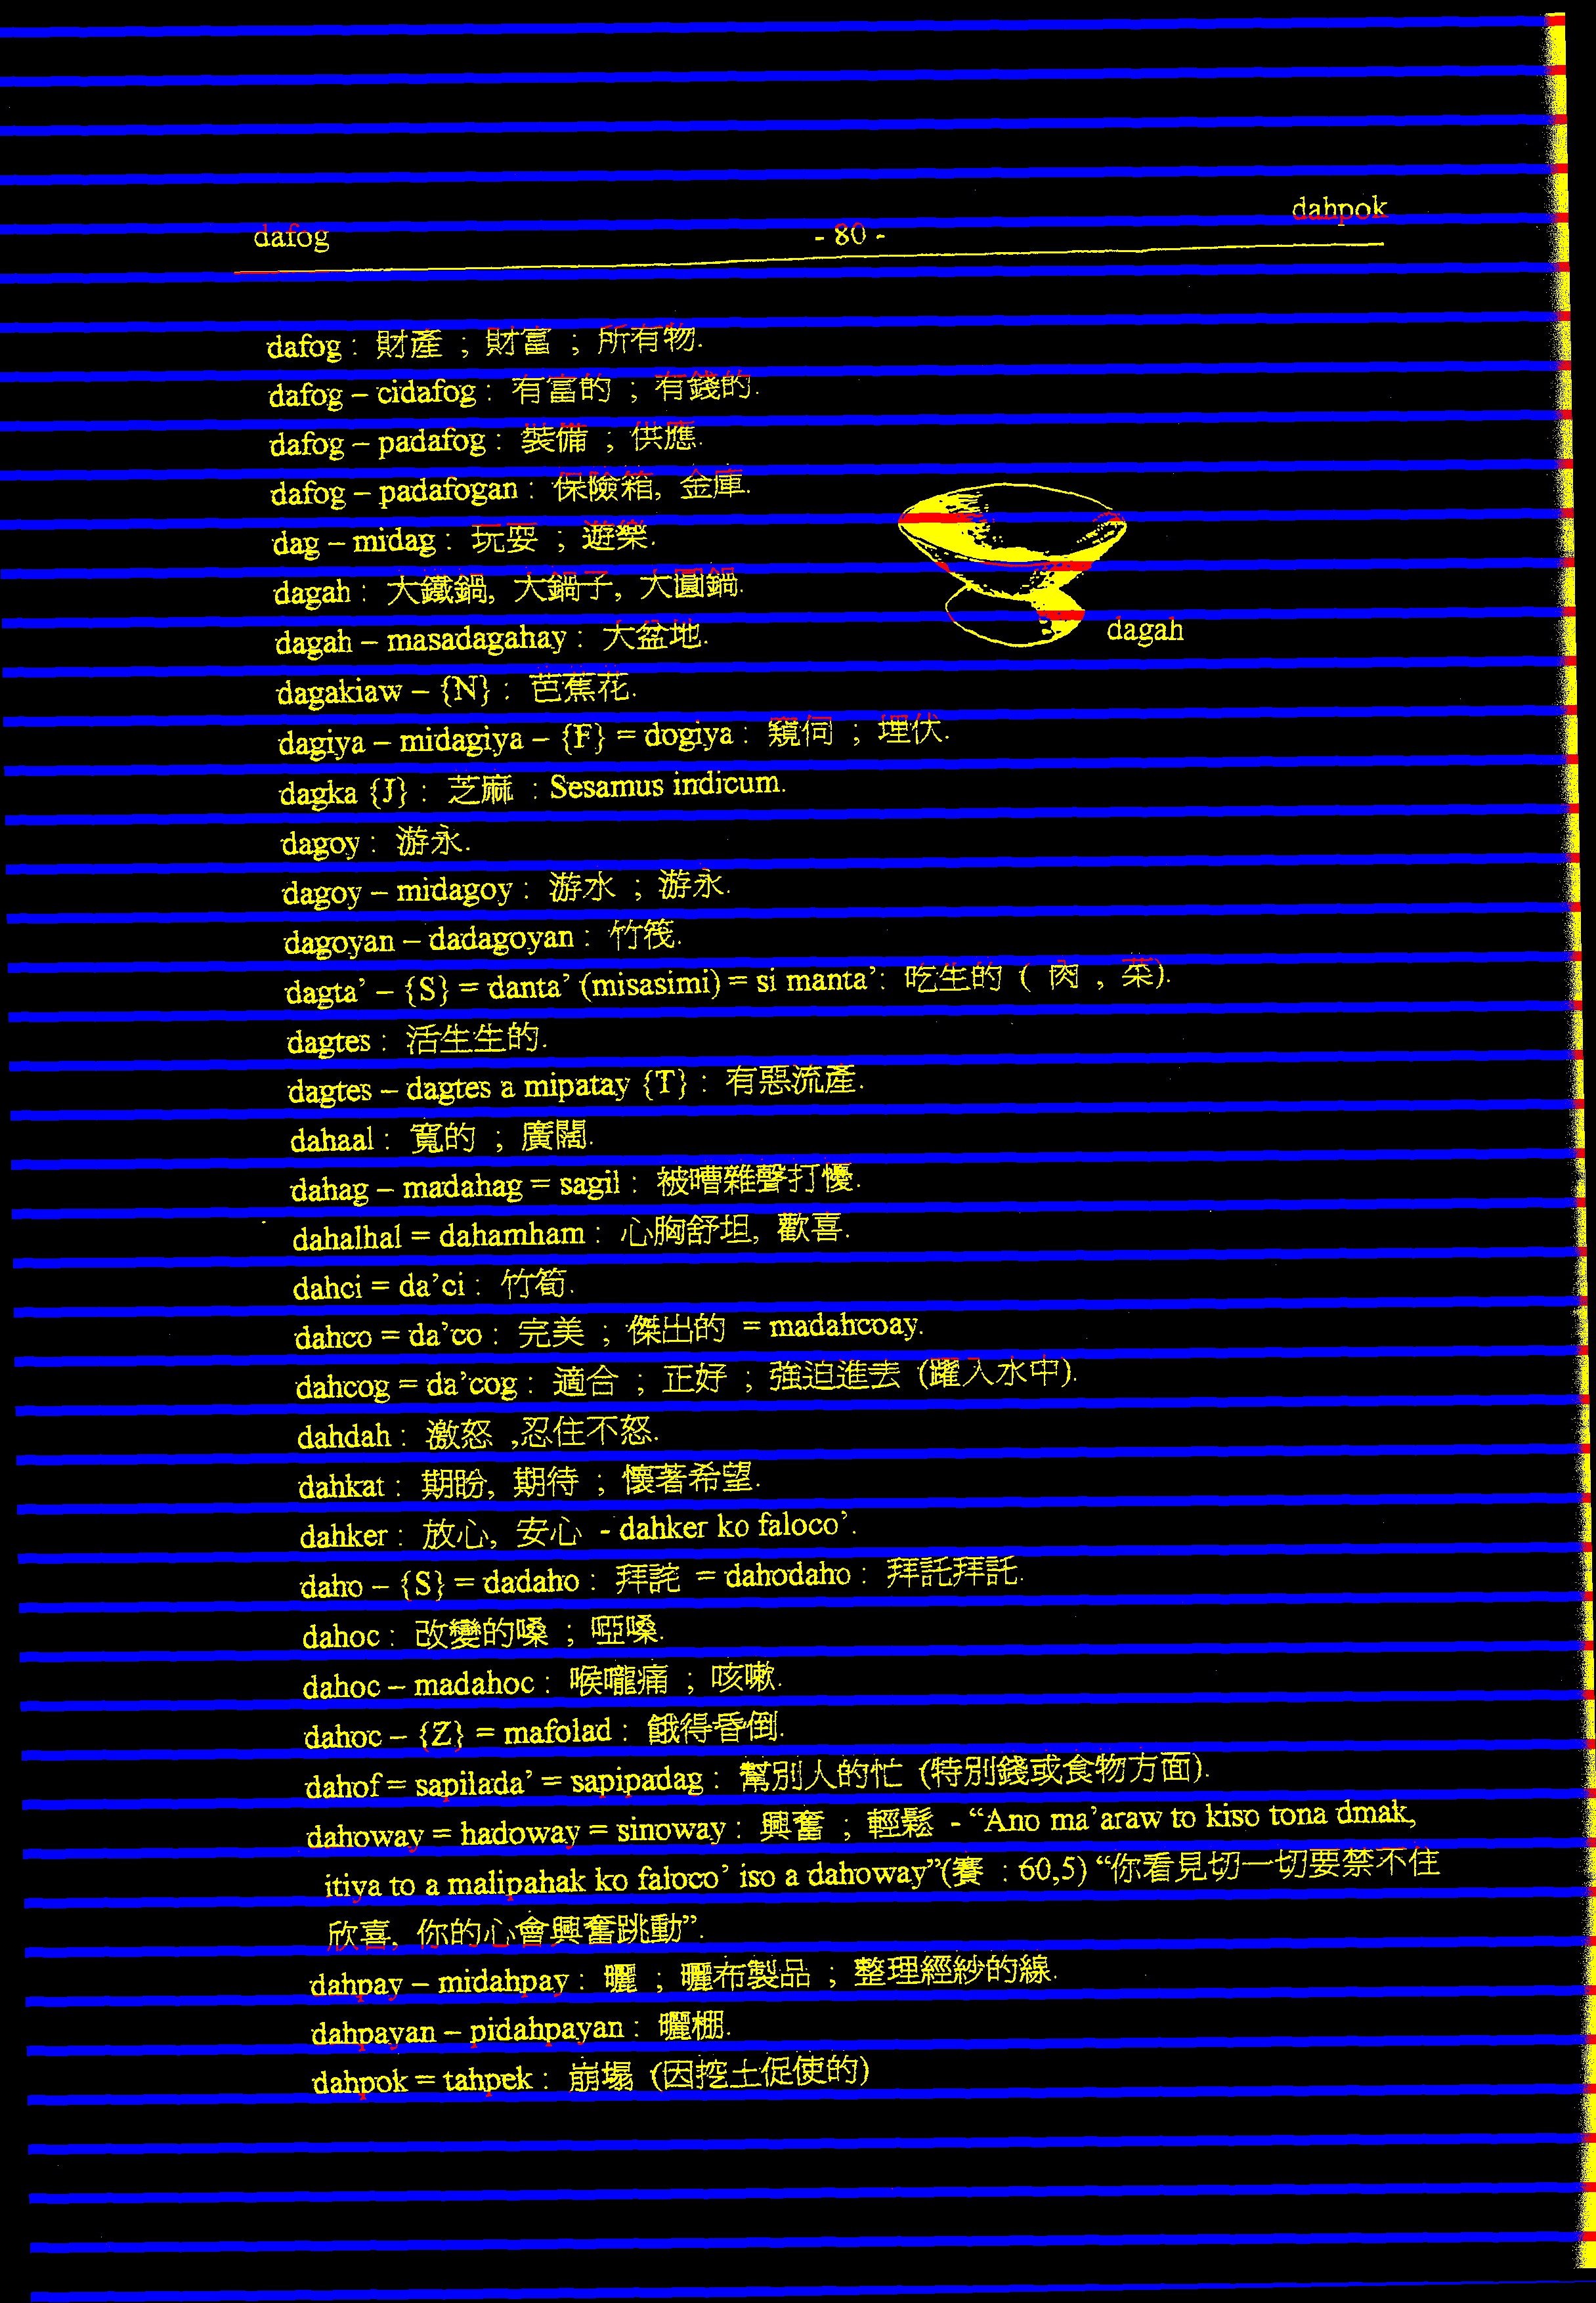 dafog - 80 - dahpok
dafog : 財產 ; 財富 ; 所有物.
dafog – cidafog : 有富的 ; 有錢的.
dafog – padafog : 裝備 ; 供應.
dafog – padafogan : 保險箱, 金庫.
dag – midag : 玩耍 ; 遊樂.
dagah : 大鐵鍋, 大鍋子, 大圓鍋.
dagah
dagah – masadagahay : 大盆地.
dagakiaw – {N} : 芭蕉花.
dagiya – midagiya – {F} = dogiya : 窺伺 ; 埋伏.
dagka {J} : 芝麻 : Sesamus indicum.
dagoy : 游永.
dagoy – midagoy : 游水 ; 游永.
dagoyan – dadagoyan : 竹筏.
dagta’ – {S} = danta’ (misasimi) = si manta’: 吃生的 ( 肉 , 菜).
dagtes : 活生生的.
dagtes – dagtes a mipatay {T} : 有惡流產.
dahaal : 寬的 ; 廣闊.
dahag – madahag = sagil : 被嘈雜聲打懮.
dahalhal = dahamham : 心胸舒坦, 歡喜.
dahci = da’ci : 竹筍.
dahco = da’co : 完美 ; 傑出的 = madahcoay.
dahcog = da’cog : 適合 ; 正好 ; 強迫進去 (躍入水中).
dahdah : 激怒 ,忍住不怒.
dahkat : 期盼, 期待 ; 懷著希望.
dahker : 放心, 安心 - dahker ko faloco’.
daho – {S} = dadaho : 拜託 = dahodaho : 拜託拜託.
dahoc : 改變的嗓 ; 啞嗓.
dahoc – madahoc : 喉嚨痛 ; 咳嗽.
dahoc – {Z} = mafolad : 餓得昏倒.
dahof = sapilada’ = sapipadag : 幫別人的忙 (特別錢或食物方面).
dahoway = hadoway = sinoway : 興奮 ; 輕鬆 - “Ano ma’araw to kiso tona dmak,
itiya to a malipahak ko faloco’ iso a dahoway”(賽 : 60,5) “你看見切一切要禁不住
欣喜, 你的心會興奮跳動”.
dahpay – midahpay : 曬 ; 曬布製品 ; 整理經紗的線.
dahpayan – pidahpayan : 曬棚.
dahpok = tahpek : 崩塌 (因挖土促使的)